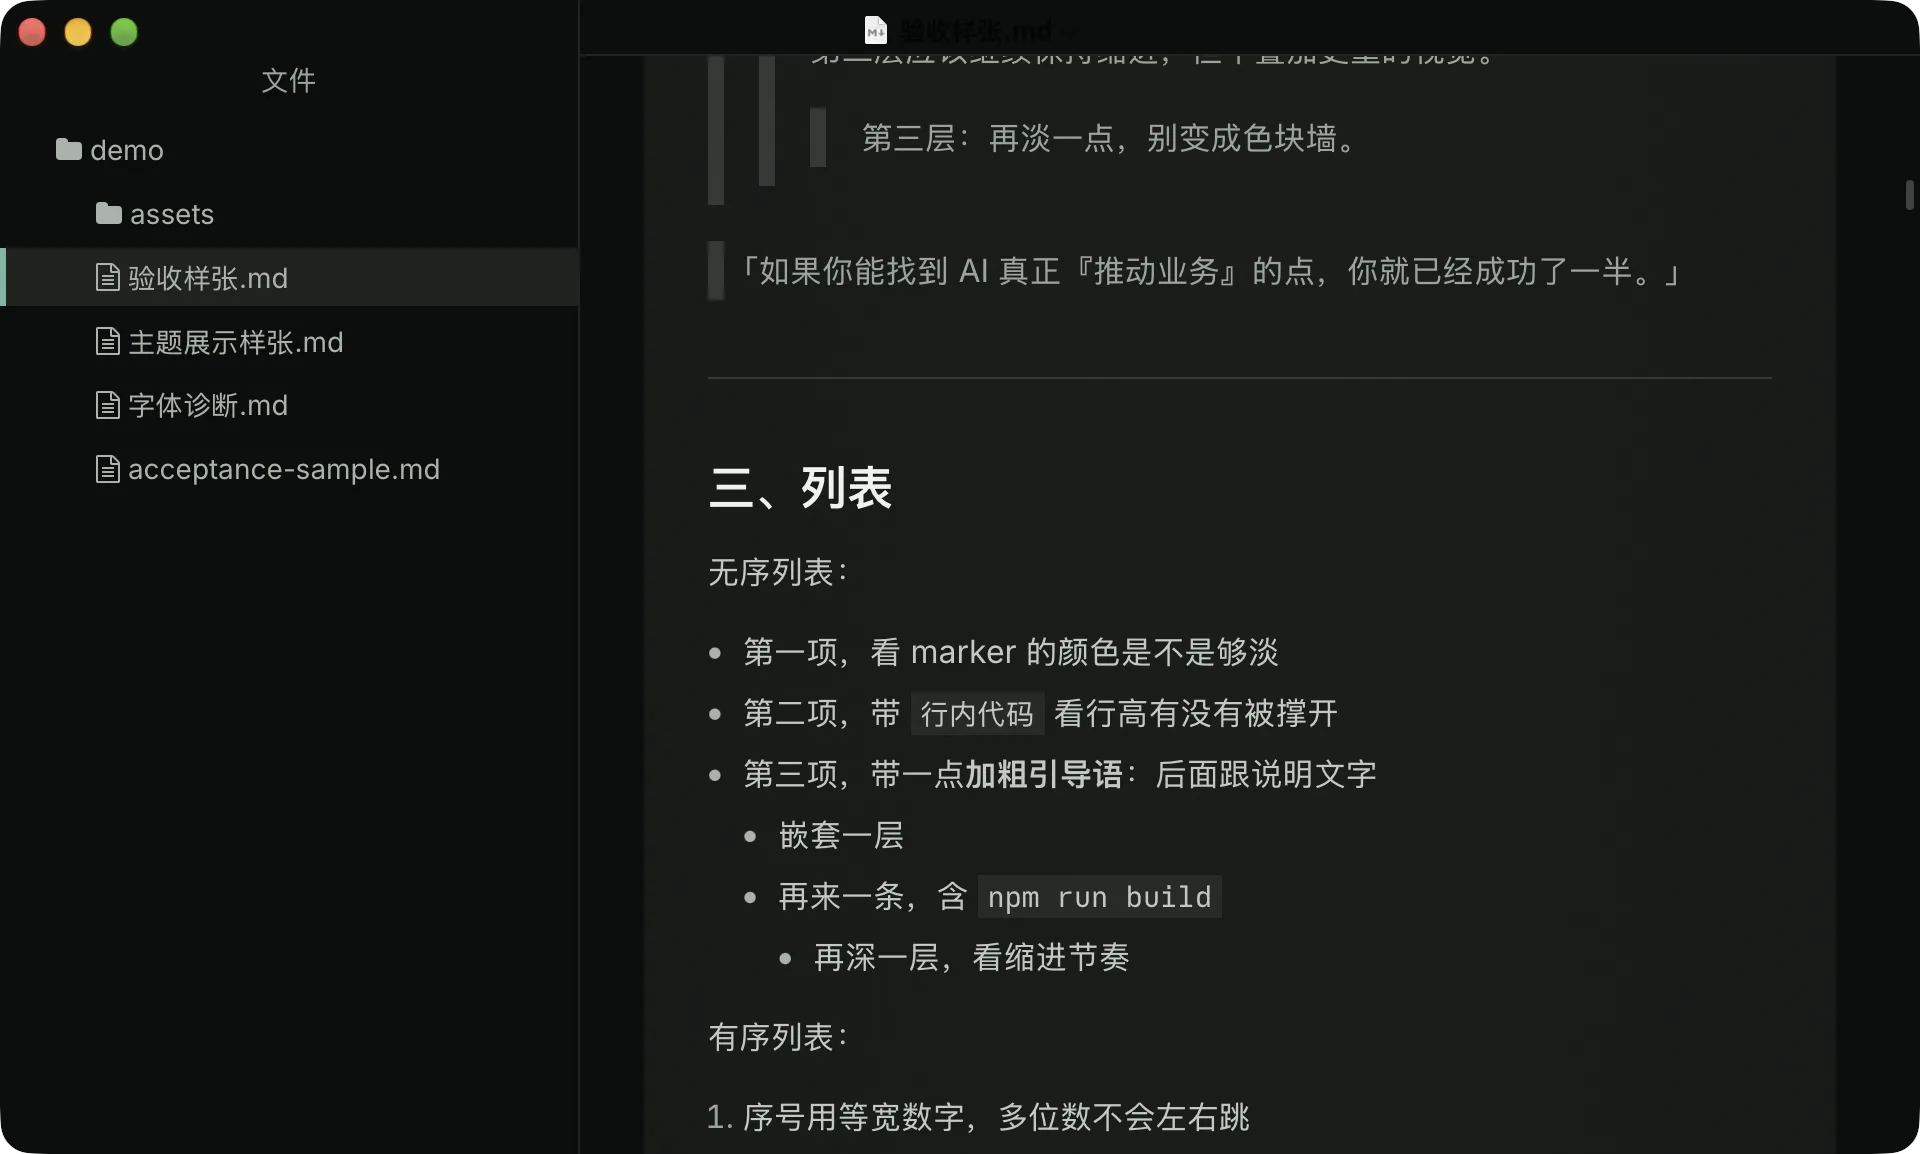 验收样张.md
文件
demo
assets
验收样张.md
主题展示样张.md
字体诊断.md
acceptance-sample.md
第三层：再淡一点，别变成色块墙。
「如果你能找到 AI 真正『推动业务』的点，你就已经成功了一半。」
三、列表
无序列表：
• 第一项，看 marker 的颜色是不是够淡
• 第二项，带 行内代码 看行高有没有被撑开
• 第三项，带一点加粗引导语：后面跟说明文字
• 嵌套一层
• 再来一条，含 npm run build
• 再深一层，看缩进节奏
有序列表：
1. 序号用等宽数字，多位数不会左右跳